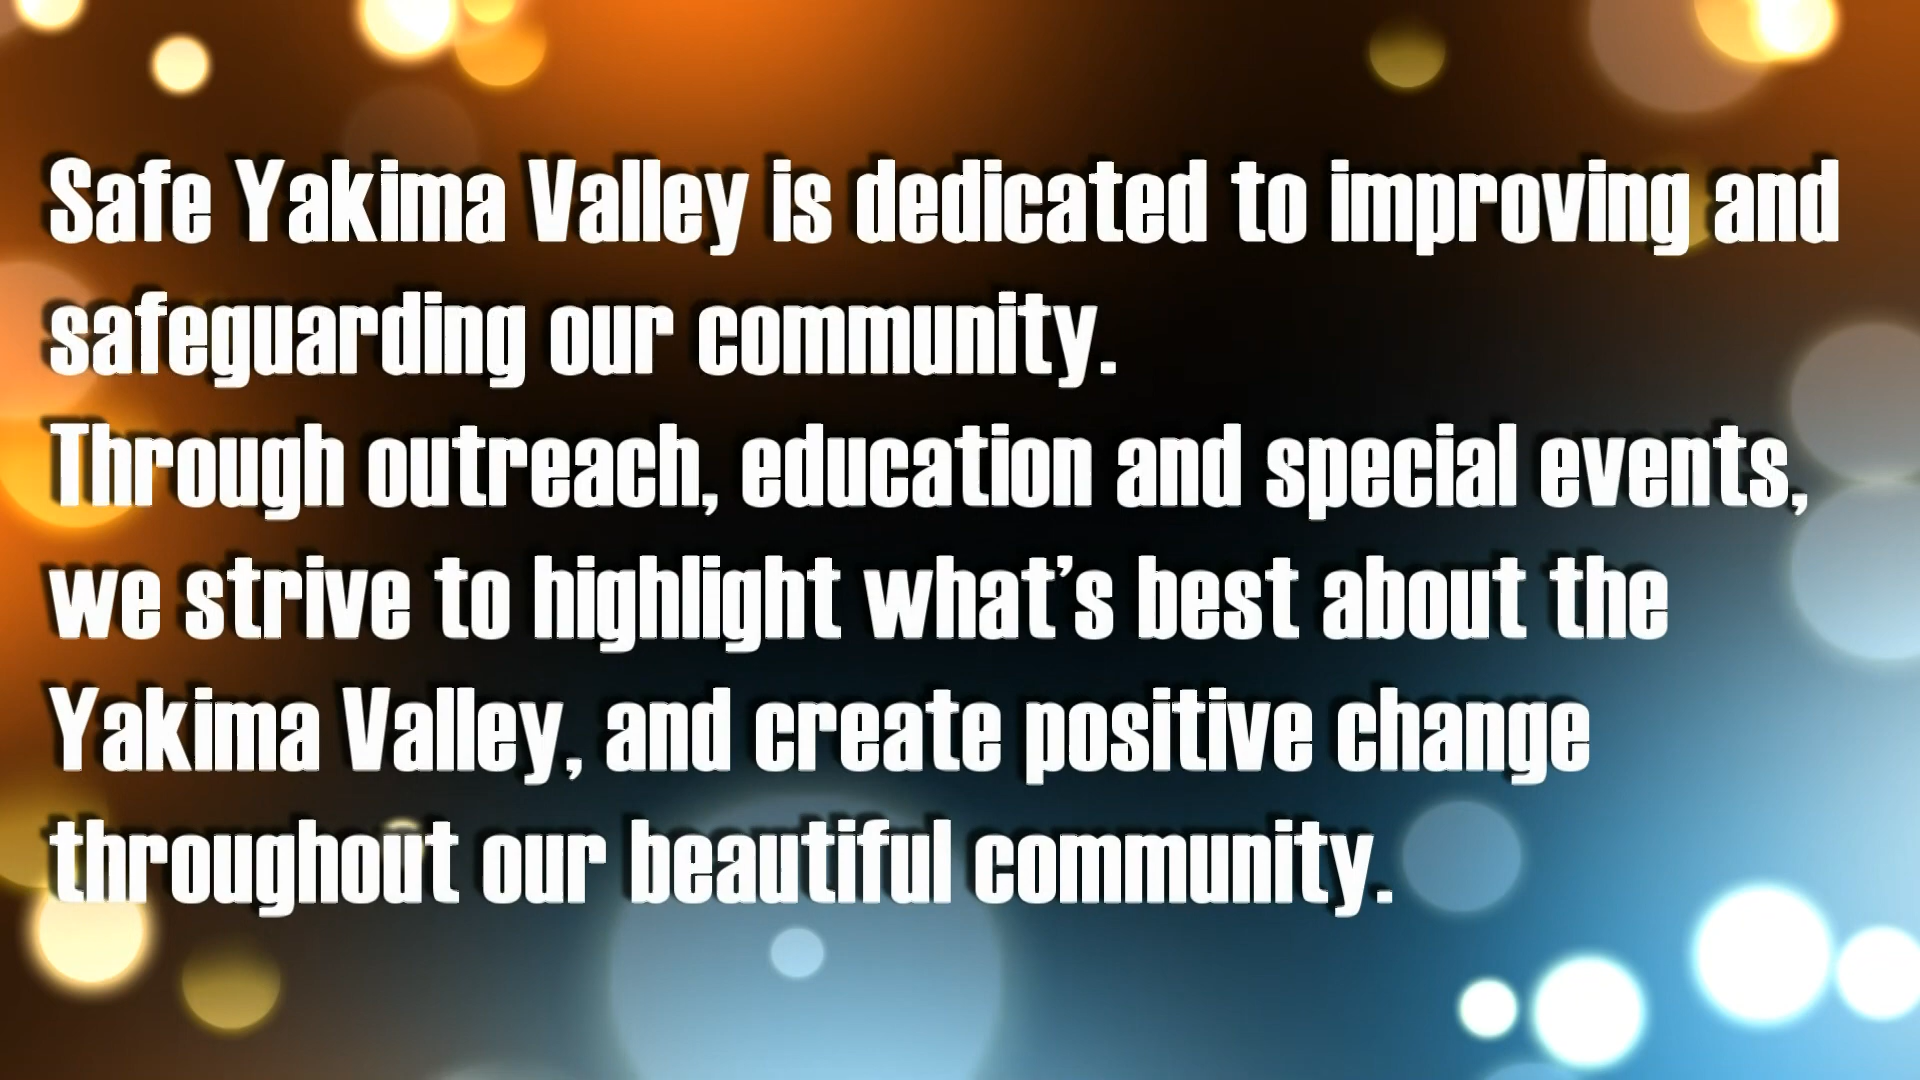 Safe Yakima Valley is dedicated to improving and
safeguarding our community.
Through outreach, education and special events,
we strive to highlight what’s best about the
Yakima Valley, and create positive change
throughout our beautiful community.